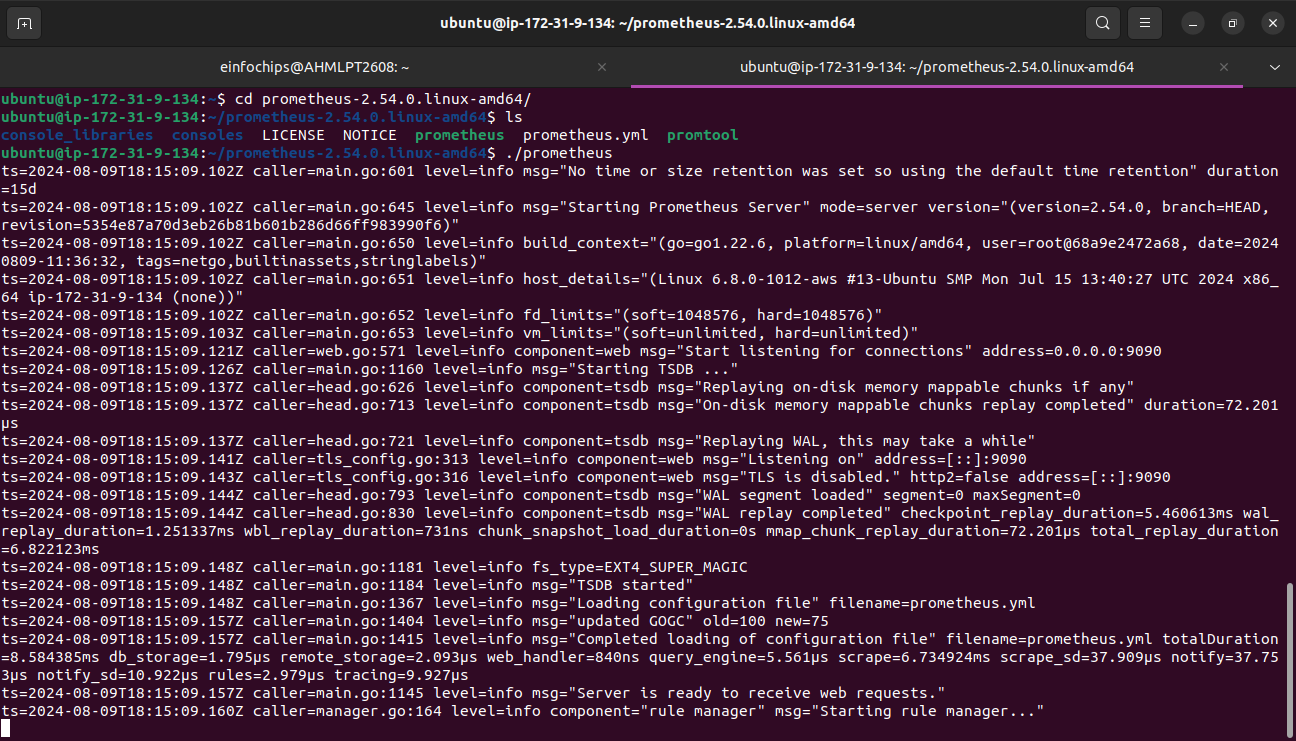 ubuntu@ip-172-31-9-134: ~/prometheus-2.54.0.linux-amd64
einfochips@AHMLPT2608: ~
ubuntu@ip-172-31-9-134: ~/prometheus-2.54.0.linux-amd64
ubuntu@ip-172-31-9-134:~$ cd prometheus-2.54.0.linux-amd64/
ubuntu@ip-172-31-9-134:~/prometheus-2.54.0.linux-amd64$ ls
console_libraries  consoles  LICENSE  NOTICE  prometheus  prometheus.yml  promtool
ubuntu@ip-172-31-9-134:~/prometheus-2.54.0.linux-amd64$ ./prometheus
ts=2024-08-09T18:15:09.102Z caller=main.go:601 level=info msg="No time or size retention was set so using the default time retention" duration
=15d
ts=2024-08-09T18:15:09.102Z caller=main.go:645 level=info msg="Starting Prometheus Server" mode=server version="(version=2.54.0, branch=HEAD,
revision=5354e87a70d3eb26b81b601b286d66ff983990f6)"
ts=2024-08-09T18:15:09.102Z caller=main.go:650 level=info build_context="(go=go1.22.6, platform=linux/amd64, user=root@68a9e2472a68, date=2024
0809-11:36:32, tags=netgo,builtinassets,stringlabels)"
ts=2024-08-09T18:15:09.102Z caller=main.go:651 level=info host_details="(Linux 6.8.0-1012-aws #13-Ubuntu SMP Mon Jul 15 13:40:27 UTC 2024 x86_
64 ip-172-31-9-134 (none))"
ts=2024-08-09T18:15:09.102Z caller=main.go:652 level=info fd_limits="(soft=1048576, hard=1048576)"
ts=2024-08-09T18:15:09.103Z caller=main.go:653 level=info vm_limits="(soft=unlimited, hard=unlimited)"
ts=2024-08-09T18:15:09.121Z caller=web.go:571 level=info component=web msg="Start listening for connections" address=0.0.0.0:9090
ts=2024-08-09T18:15:09.126Z caller=main.go:1160 level=info msg="Starting TSDB ..."
ts=2024-08-09T18:15:09.137Z caller=head.go:626 level=info component=tsdb msg="Replaying on-disk memory mappable chunks if any"
ts=2024-08-09T18:15:09.137Z caller=head.go:713 level=info component=tsdb msg="On-disk memory mappable chunks replay completed" duration=72.201
µs
ts=2024-08-09T18:15:09.137Z caller=head.go:721 level=info component=tsdb msg="Replaying WAL, this may take a while"
ts=2024-08-09T18:15:09.141Z caller=tls_config.go:313 level=info component=web msg="Listening on" address=[::]:9090
ts=2024-08-09T18:15:09.143Z caller=tls_config.go:316 level=info component=web msg="TLS is disabled." http2=false address=[::]:9090
ts=2024-08-09T18:15:09.144Z caller=head.go:793 level=info component=tsdb msg="WAL segment loaded" segment=0 maxSegment=0
ts=2024-08-09T18:15:09.144Z caller=head.go:830 level=info component=tsdb msg="WAL replay completed" checkpoint_replay_duration=5.460613ms wal_
replay_duration=1.251337ms wbl_replay_duration=731ns chunk_snapshot_load_duration=0s mmap_chunk_replay_duration=72.201µs total_replay_duration
=6.822123ms
ts=2024-08-09T18:15:09.148Z caller=main.go:1181 level=info fs_type=EXT4_SUPER_MAGIC
ts=2024-08-09T18:15:09.148Z caller=main.go:1184 level=info msg="TSDB started"
ts=2024-08-09T18:15:09.148Z caller=main.go:1367 level=info msg="Loading configuration file" filename=prometheus.yml
ts=2024-08-09T18:15:09.157Z caller=main.go:1404 level=info msg="updated GOGC" old=100 new=75
ts=2024-08-09T18:15:09.157Z caller=main.go:1415 level=info msg="Completed loading of configuration file" filename=prometheus.yml totalDuration
=8.584385ms db_storage=1.795µs remote_storage=2.093µs web_handler=840ns query_engine=5.561µs scrape=6.734924ms scrape_sd=37.909µs notify=37.75
3µs notify_sd=10.922µs rules=2.979µs tracing=9.927µs
ts=2024-08-09T18:15:09.157Z caller=main.go:1145 level=info msg="Server is ready to receive web requests."
ts=2024-08-09T18:15:09.160Z caller=manager.go:164 level=info component="rule manager" msg="Starting rule manager..."